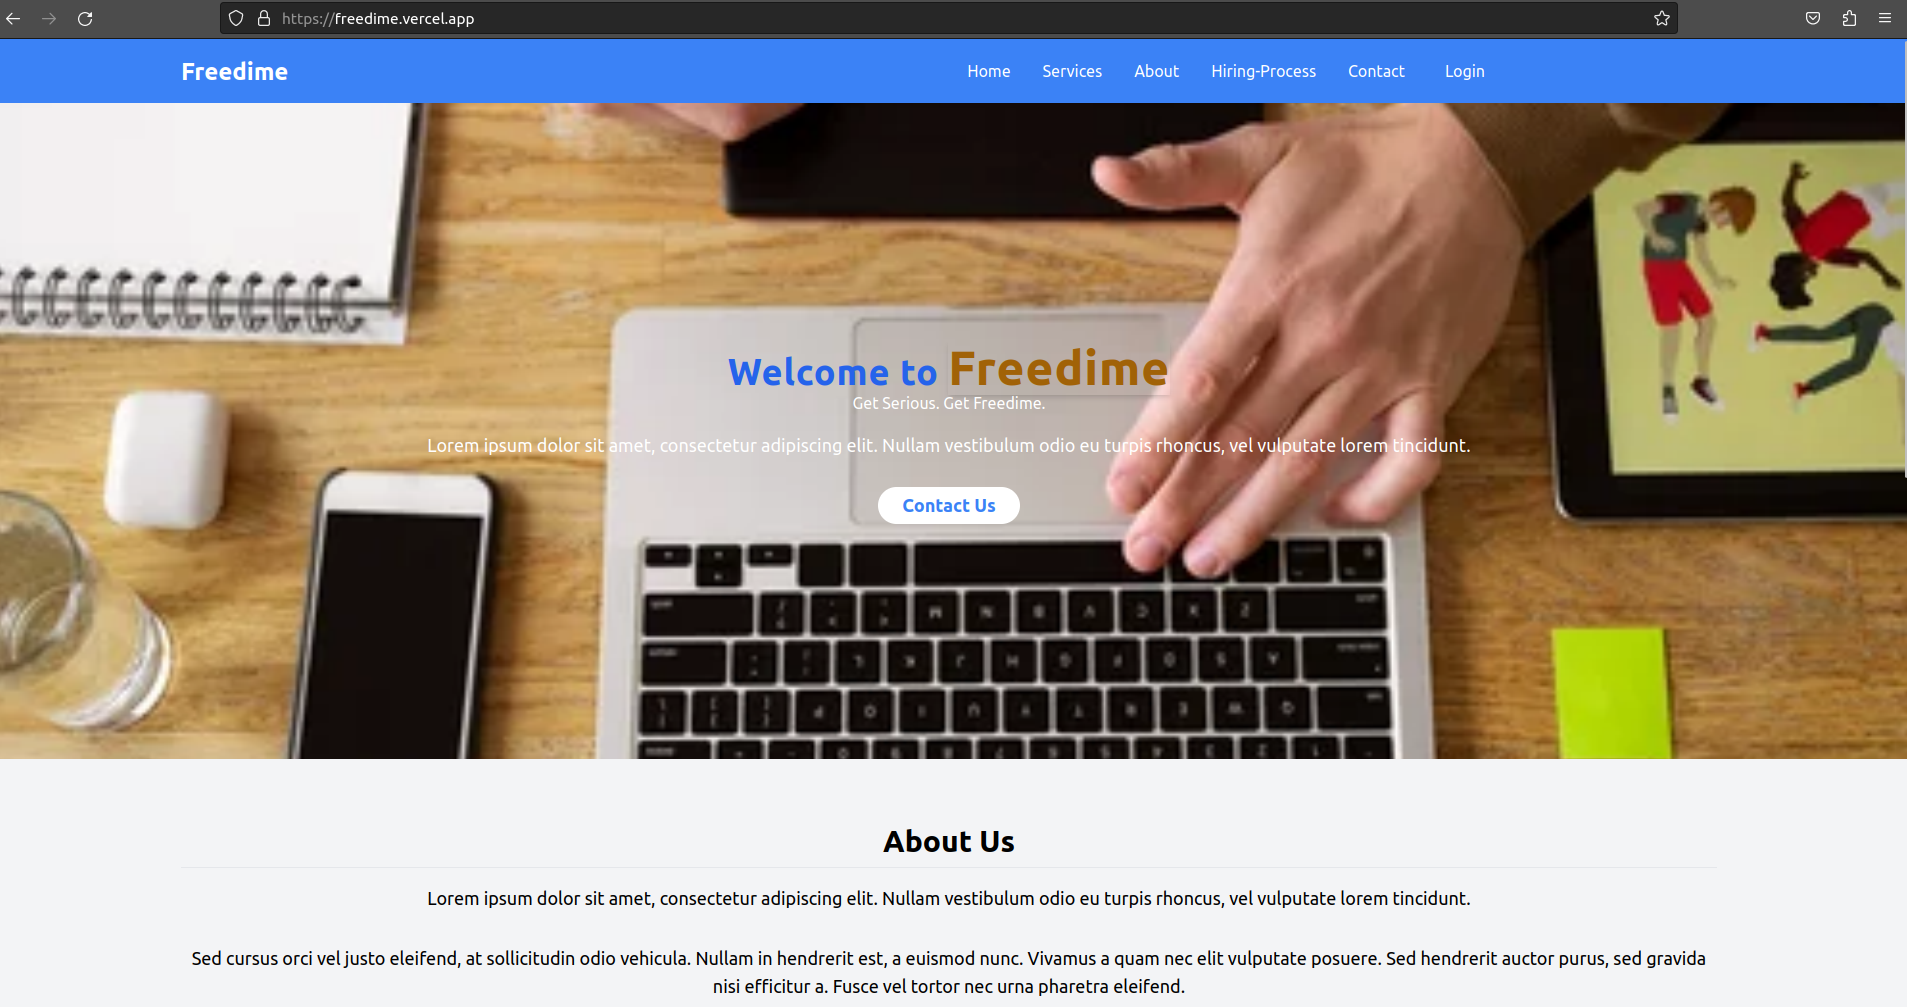 https://freedime.vercel.app
Freedime
Home Services About Hiring-Process Contact Login
Welcome to Freedime
Get Serious. Get Freedime.
Lorem ipsum dolor sit amet, consectetur adipiscing elit. Nullam vestibulum odio eu turpis rhoncus, vel vulputate lorem tincidunt.
Contact Us
About Us
Lorem ipsum dolor sit amet, consectetur adipiscing elit. Nullam vestibulum odio eu turpis rhoncus, vel vulputate lorem tincidunt.
Sed cursus orci vel justo eleifend, at sollicitudin odio vehicula. Nullam in hendrerit est, a euismod nunc. Vivamus a quam nec elit vulputate posuere. Sed hendrerit auctor purus, sed gravida
nisi efficitur a. Fusce vel tortor nec urna pharetra eleifend.